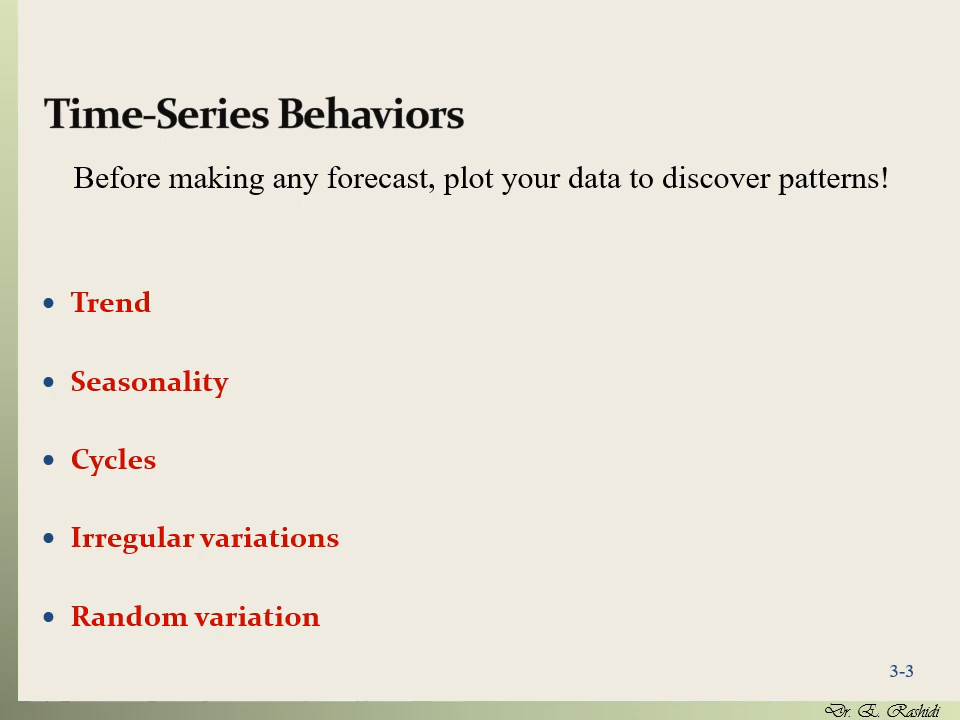 Time-Series Behaviors
Before making any forecast, plot your data to discover patterns!
• Trend
• Seasonality
• Cycles
• Irregular variations
• Random variation
3-3
Dr. E. Rashidi